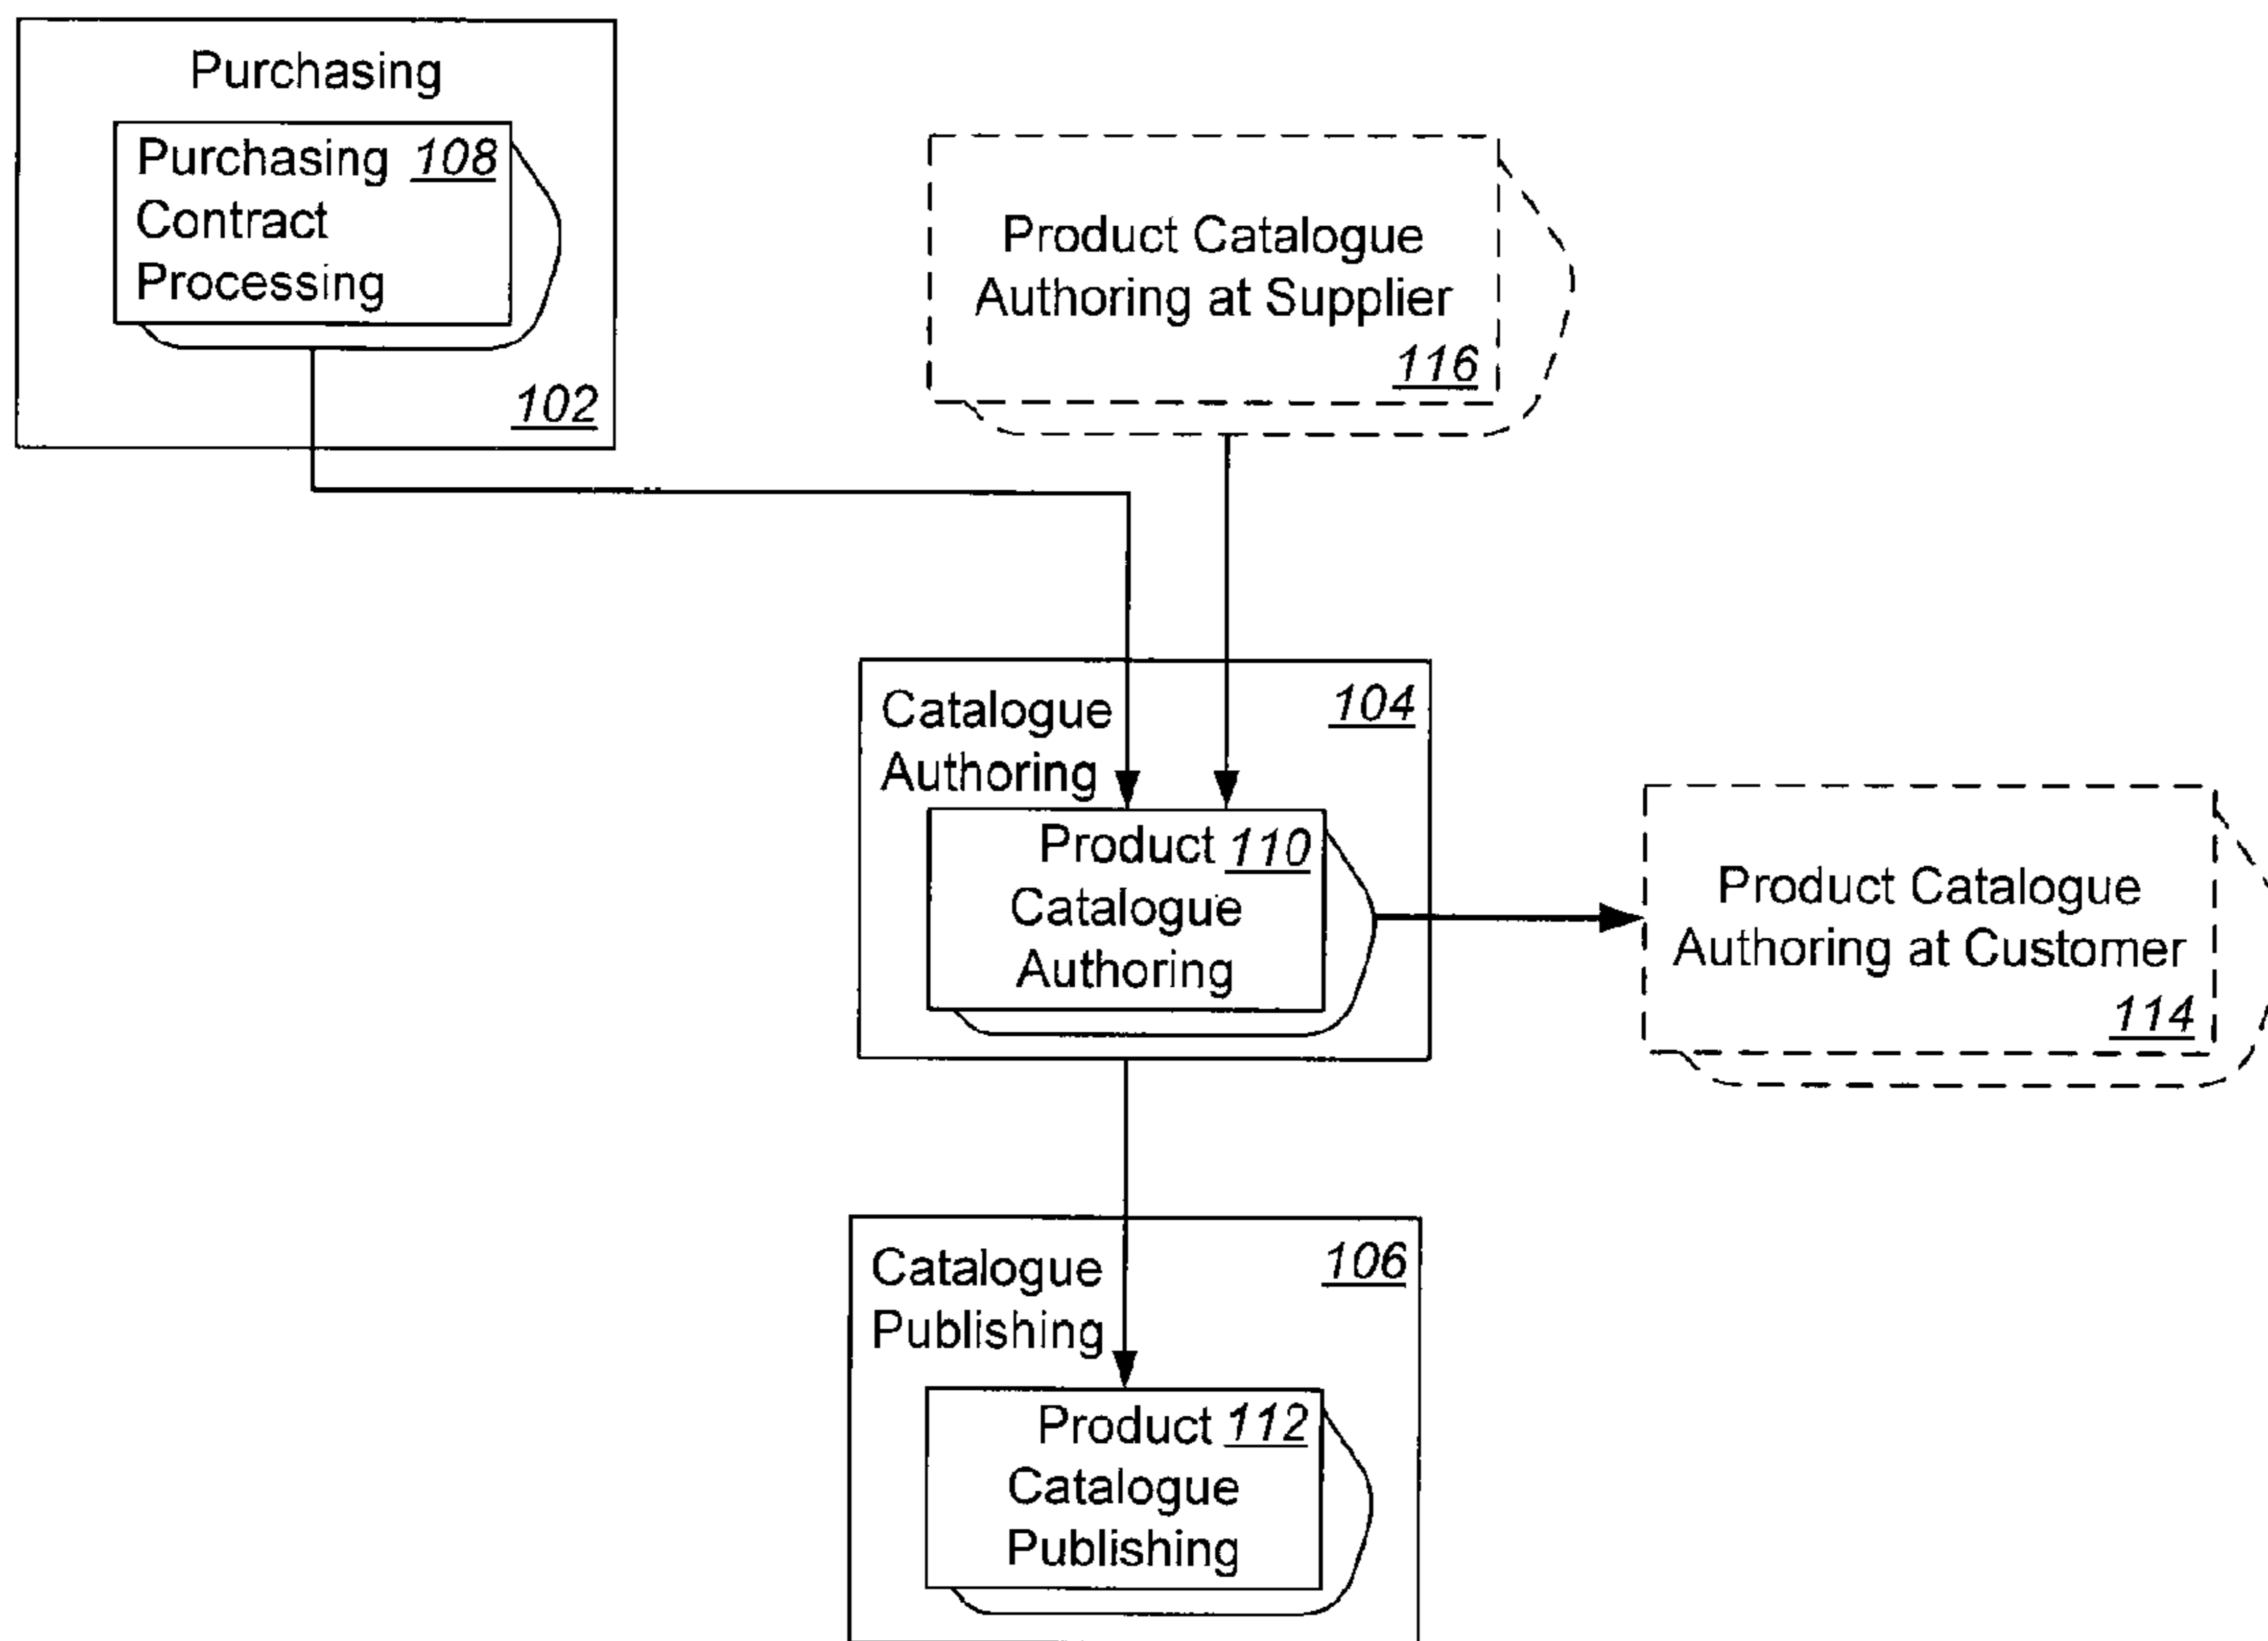 Purchasing
Purchasing 108
Contract
Processing
102
Product Catalogue
Authoring at Supplier
116
Catalogue 104
Authoring
Product 110
Catalogue
Authoring
Product Catalogue
Authoring at Customer
114
Catalogue 106
Publishing
Product 112
Catalogue
Publishing